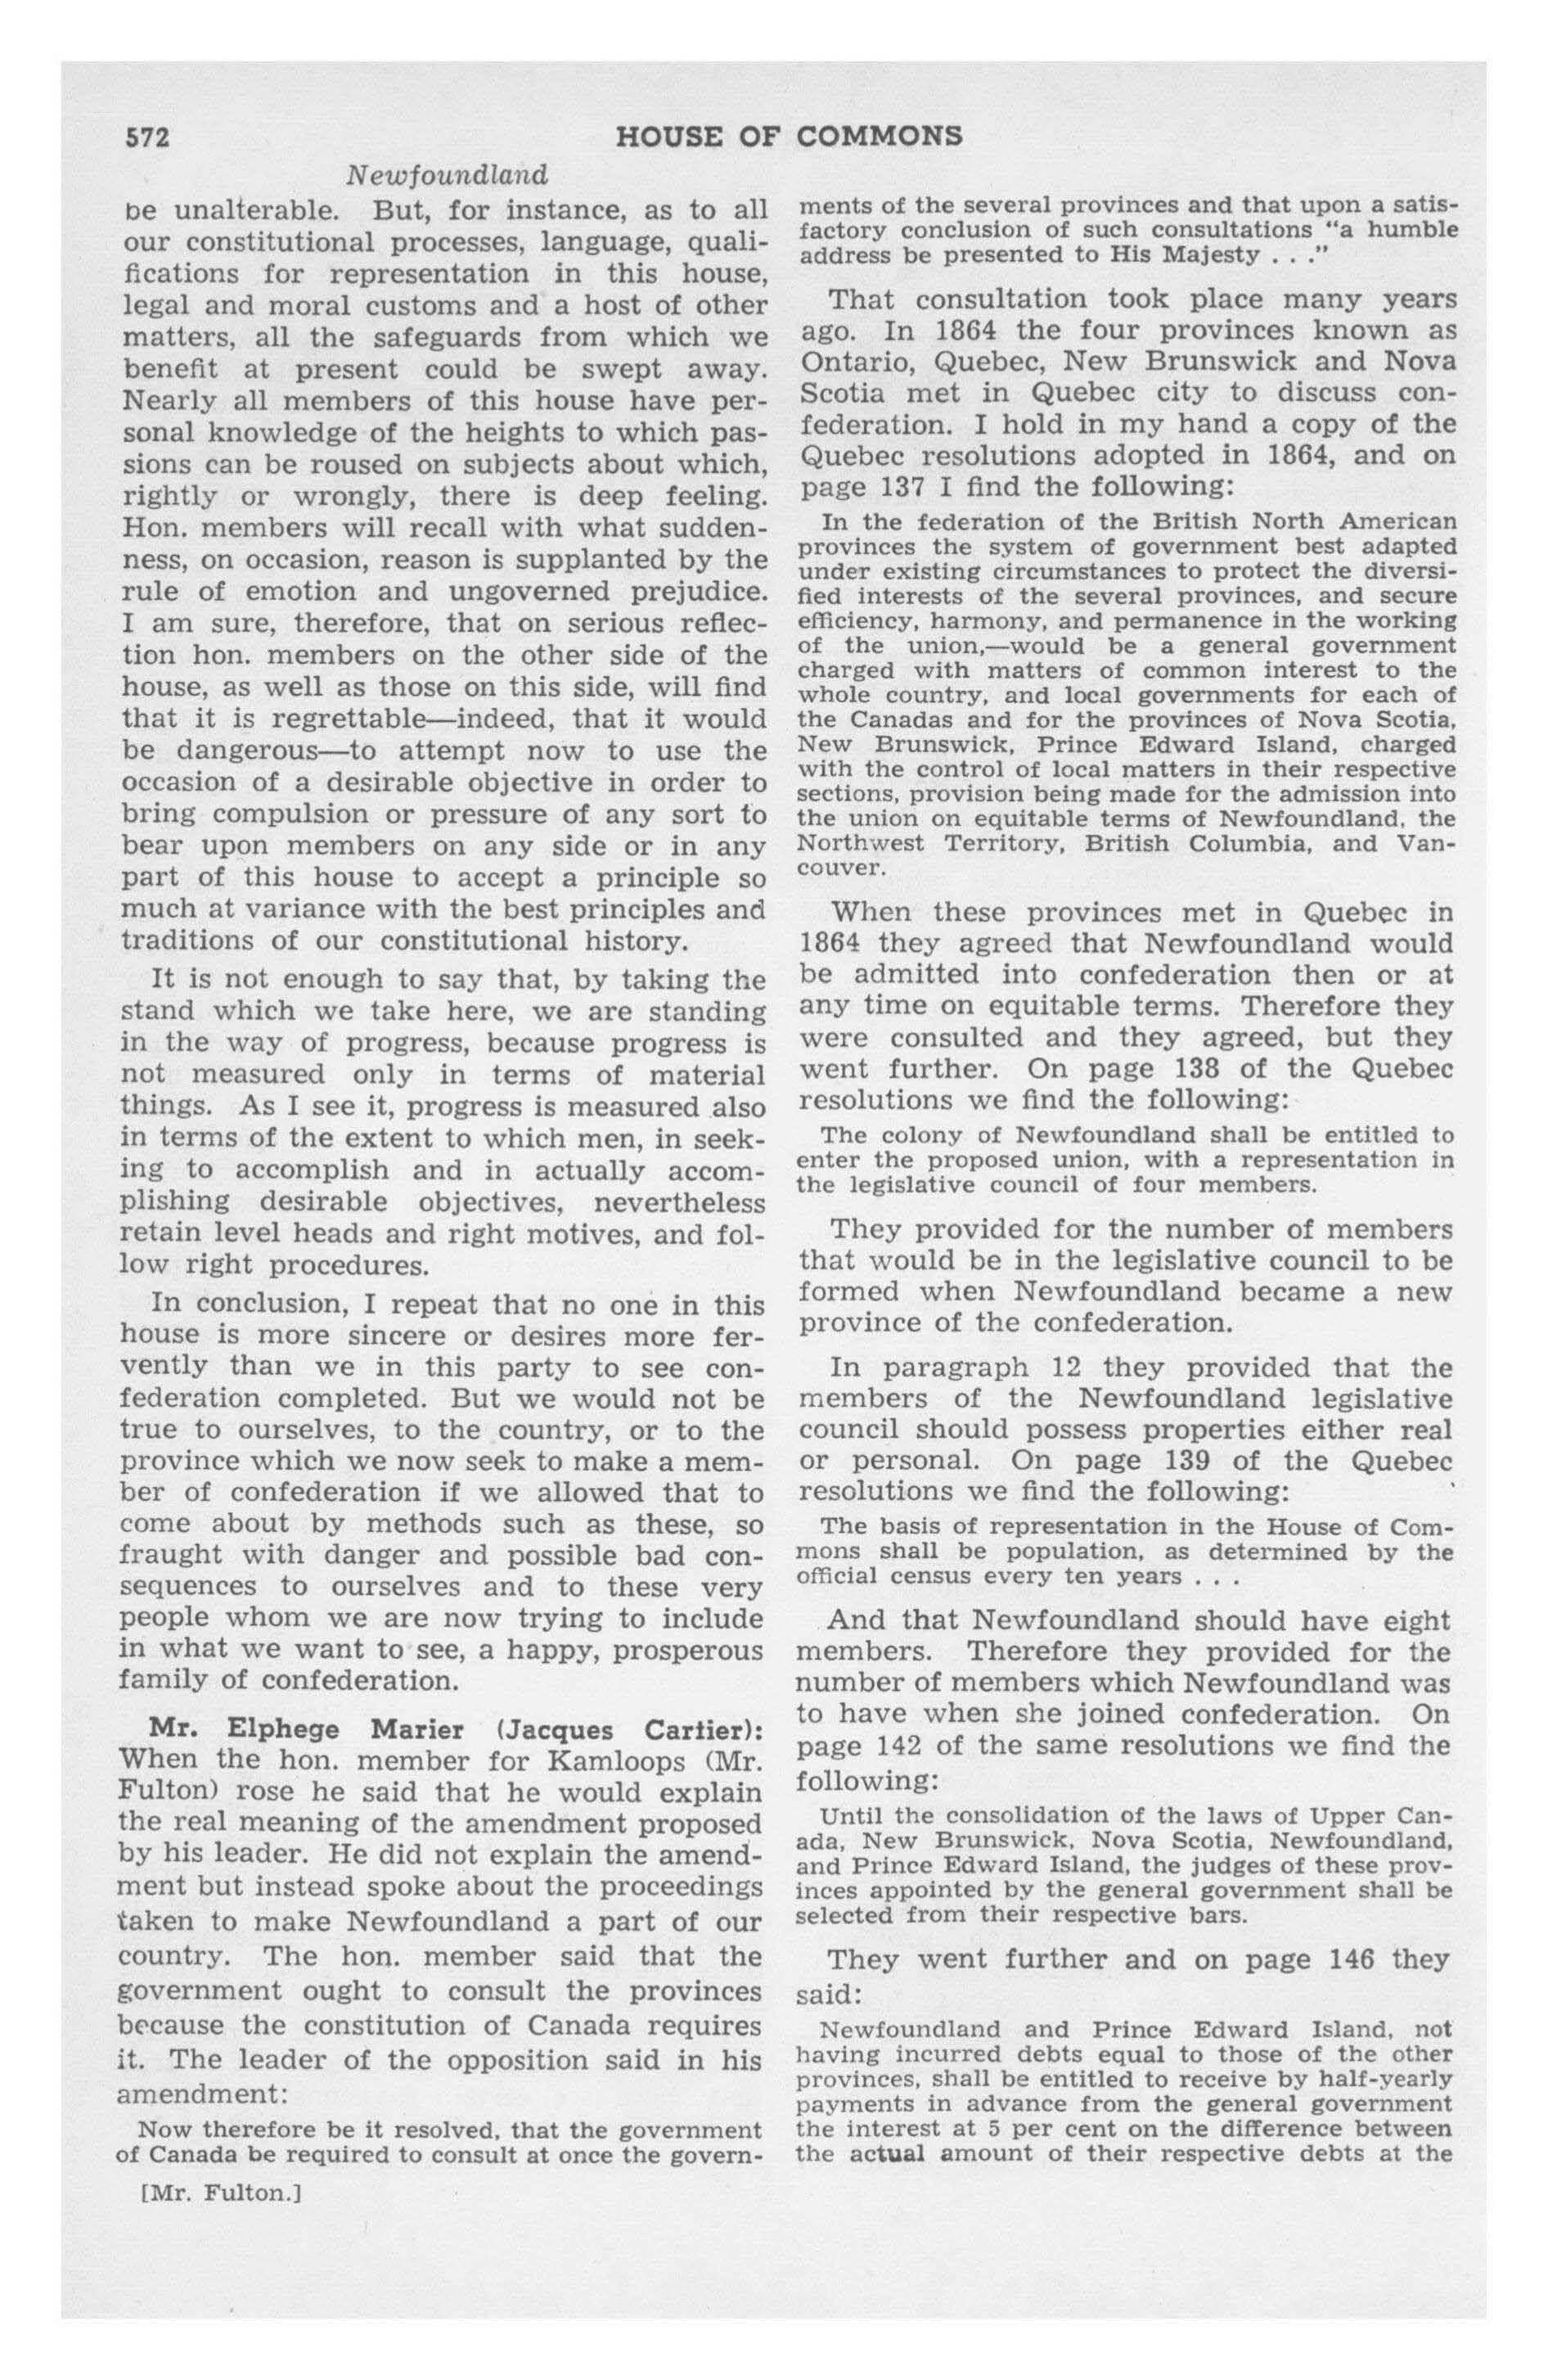 572
HOUSE OF COMMONS
Newfoundland
be unalterable. But, for instance, as to all
our constitutional processes, language, quali-
fications for representation in this house,
legal and moral customs and a host of other
matters, all the safeguards from which we
benefit at present could be swept away.
Nearly all members of this house have per-
sonal knowledge of the heights to which pas-
sions can be roused on subjects about which,
rightly or wrongly, there is deep feeling.
Hon. members will recall with what sudden-
ness, on occasion, reason is supplanted by the
rule of emotion and ungoverned prejudice.
I am sure, therefore, that on serious reflec-
tion hon. members on the other side of the
house, as well as those on this side, will find
that it is regrettable—indeed, that it would
be dangerous—to attempt now to use the
occasion of a desirable objective in order to
bring compulsion or pressure of any sort to
bear upon members on any side or in any
part of this house to accept a principle so
much at variance with the best principles and
traditions of our constitutional history.
It is not enough to say that, by taking the
stand which we take here, we are standing
in the way of progress, because progress is
not measured only in terms of material
things. As I see it, progress is measured also
in terms of the extent to which men, in seek-
ing to accomplish and in actually accom-
plishing desirable objectives, nevertheless
retain level heads and right motives, and fol-
low right procedures.
In conclusion, I repeat that no one in this
house is more sincere or desires more fer-
vently than we in this party to see con-
federation completed. But we would not be
true to ourselves, to the country, or to the
province which we now seek to make a mem-
ber of confederation if we allowed that to
come about by methods such as these, so
fraught with danger and possible bad con-
sequences to ourselves and to these very
people whom we are now trying to include
in what we want to see, a happy, prosperous
family of confederation.
Mr. Elphege Marier (Jacques Cartier):
When the hon. member for Kamloops (Mr.
Fulton) rose he said that he would explain
the real meaning of the amendment proposed
by his leader. He did not explain the amend-
ment but instead spoke about the proceedings
taken to make Newfoundland a part of our
country. The hon. member said that the
government ought to consult the provinces
because the constitution of Canada requires
it. The leader of the opposition said in his
amendment:
Now therefore be it resolved, that the government
of Canada be required to consult at once the govern-
[Mr. Fulton.]
ments of the several provinces and that upon a satis-
factory conclusion of such consultations "a humble
address be presented to His Majesty . . ."
That consultation took place many years
ago. In 1864 the four provinces known as
Ontario, Quebec, New Brunswick and Nova
Scotia met in Quebec city to discuss con-
federation. I hold in my hand a copy of the
Quebec resolutions adopted in 1864, and on
page 137 I find the following:
In the federation of the British North American
provinces the system of government best adapted
under existing circumstances to protect the diversi-
fied interests of the several provinces, and secure
efficiency, harmony, and permanence in the working
of the union,—would be a general government
charged with matters of common interest to the
whole country, and local governments for each of
the Canadas and for the provinces of Nova Scotia,
New Brunswick, Prince Edward Island, charged
with the control of local matters in their respective
sections, provision being made for the admission into
the union on equitable terms of Newfoundland, the
Northwest Territory, British Columbia, and Van-
couver.
When these provinces met in Quebec in
1864 they agreed that Newfoundland would
be admitted into confederation then or at
any time on equitable terms. Therefore they
were consulted and they agreed, but they
went further. On page 138 of the Quebec
resolutions we find the following:
The colony of Newfoundland shall be entitled to
enter the proposed union, with a representation in
the legislative council of four members.
They provided for the number of members
that would be in the legislative council to be
formed when Newfoundland became a new
province of the confederation.
In paragraph 12 they provided that the
members of the Newfoundland legislative
council should possess properties either real
or personal. On page 139 of the Quebec
resolutions we find the following:
The basis of representation in the House of Com-
mons shall be population, as determined by the
official census every ten years . . .
And that Newfoundland should have eight
members. Therefore they provided for the
number of members which Newfoundland was
to have when she joined confederation. On
page 142 of the same resolutions we find the
following:
Until the consolidation of the laws of Upper Can-
ada, New Brunswick, Nova Scotia, Newfoundland,
and Prince Edward Island, the judges of these prov-
inces appointed by the general government shall be
selected from their respective bars.
They went further and on page 146 they
said:
Newfoundland and Prince Edward Island, not
having incurred debts equal to those of the other
provinces, shall be entitled to receive by half-yearly
payments in advance from the general government
the interest at 5 per cent on the difference between
the actual amount of their respective debts at the